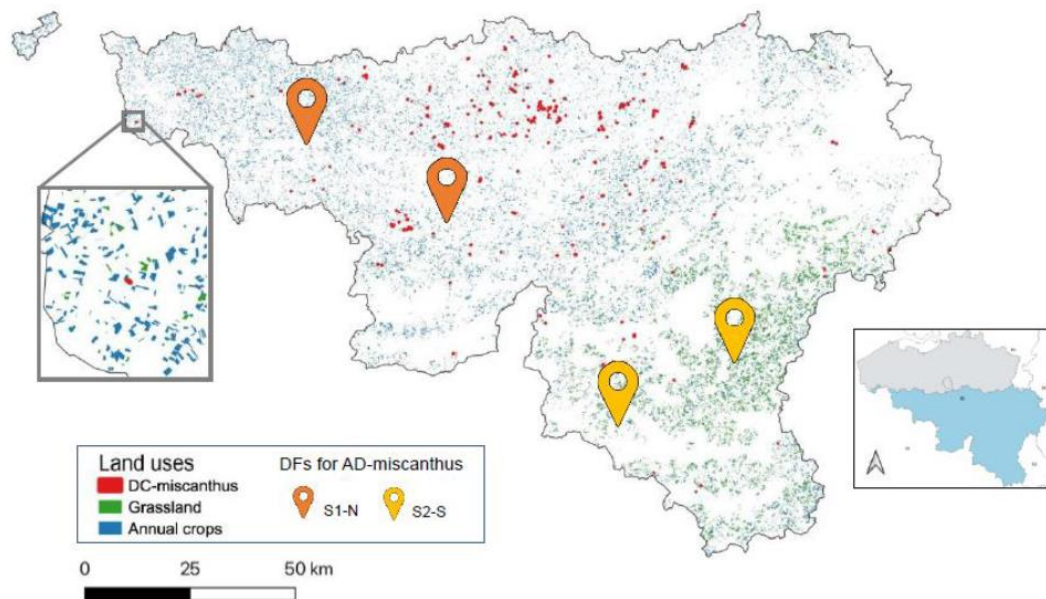 Land uses
DC-miscanthus
Grassland
Annual crops
DFs for AD-miscanthus
S1-N
S2-S
0 25 50 km